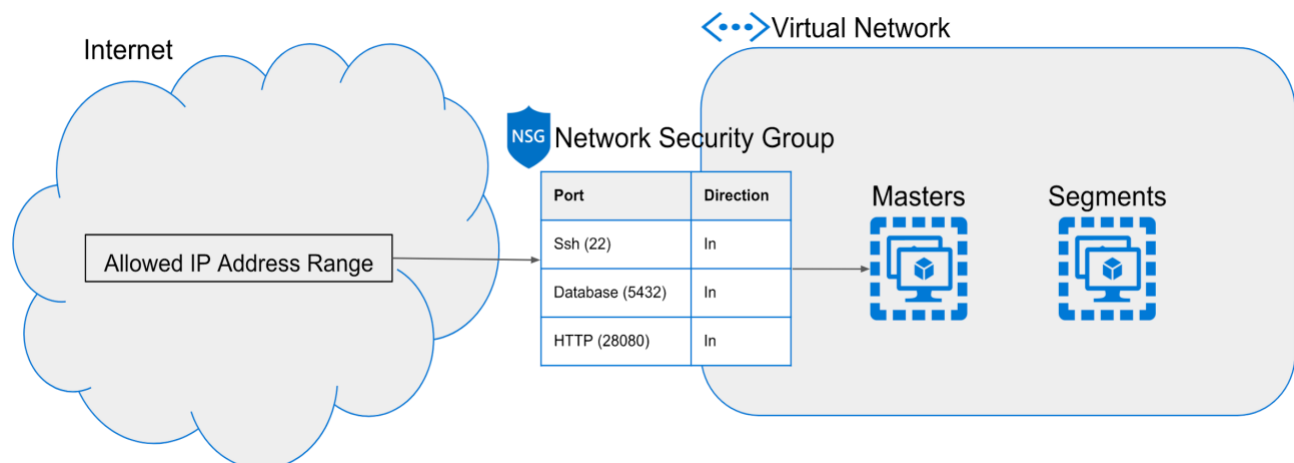 Internet
Virtual Network
NSG
Network Security Group
Port Direction
Ssh (22) In
Database (5432) In
HTTP (28080) In
Allowed IP Address Range
Masters
Segments